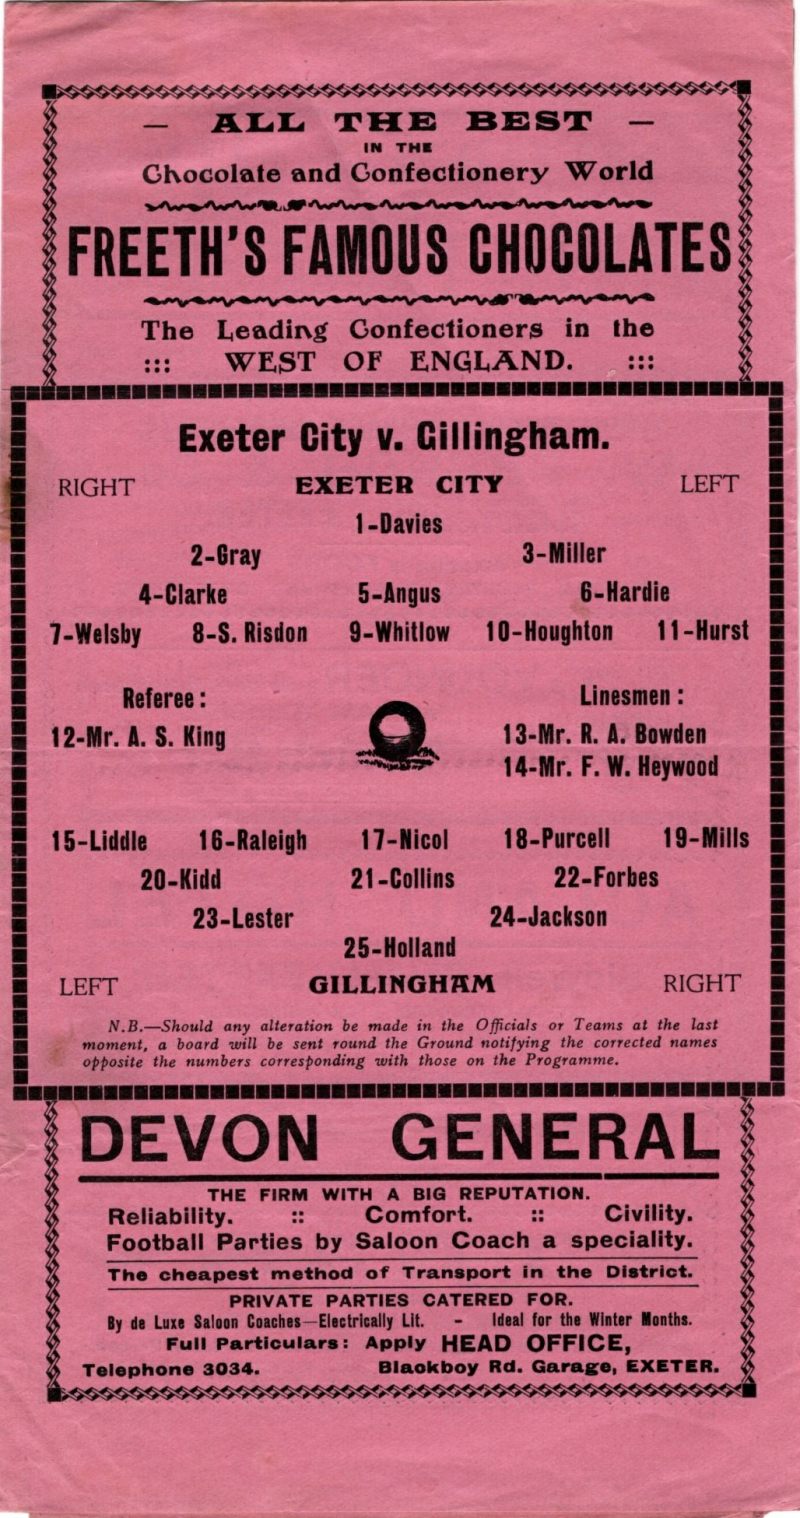 — ALL THE BEST —
IN THE
Chocolate and Confectionery World
FREETH'S FAMOUS CHOCOLATES
The Leading Confectioners in the
::: WEST OF ENGLAND. :::
Exeter City v. Gillingham.
RIGHT EXETER CITY LEFT
1-Davies
2-Gray 3-Miller
4-Clarke 5-Angus 6-Hardie
7-Welsby 8-S. Risdon 9-Whitlow 10-Houghton 11-Hurst
Referee: Linesmen:
12-Mr. A. S. King 13-Mr. R. A. Bowden
14-Mr. F. W. Heywood
15-Liddle 16-Raleigh 17-Nicol 18-Purcell 19-Mills
20-Kidd 21-Collins 22-Forbes
23-Lester 24-Jackson
25-Holland
LEFT GILLINGHAM RIGHT
N.B.—Should any alteration be made in the Officials or Teams at the last
moment, a board will be sent round the Ground notifying the corrected names
opposite the numbers corresponding with those on the Programme.
DEVON GENERAL
THE FIRM WITH A BIG REPUTATION.
Reliability. :: Comfort. :: Civility.
Football Parties by Saloon Coach a speciality.
The cheapest method of Transport in the District.
PRIVATE PARTIES CATERED FOR.
By de Luxe Saloon Coaches—Electrically Lit. - Ideal for the Winter Months.
Full Particulars: Apply HEAD OFFICE,
Telephone 3034. Blackboy Rd. Garage, EXETER.